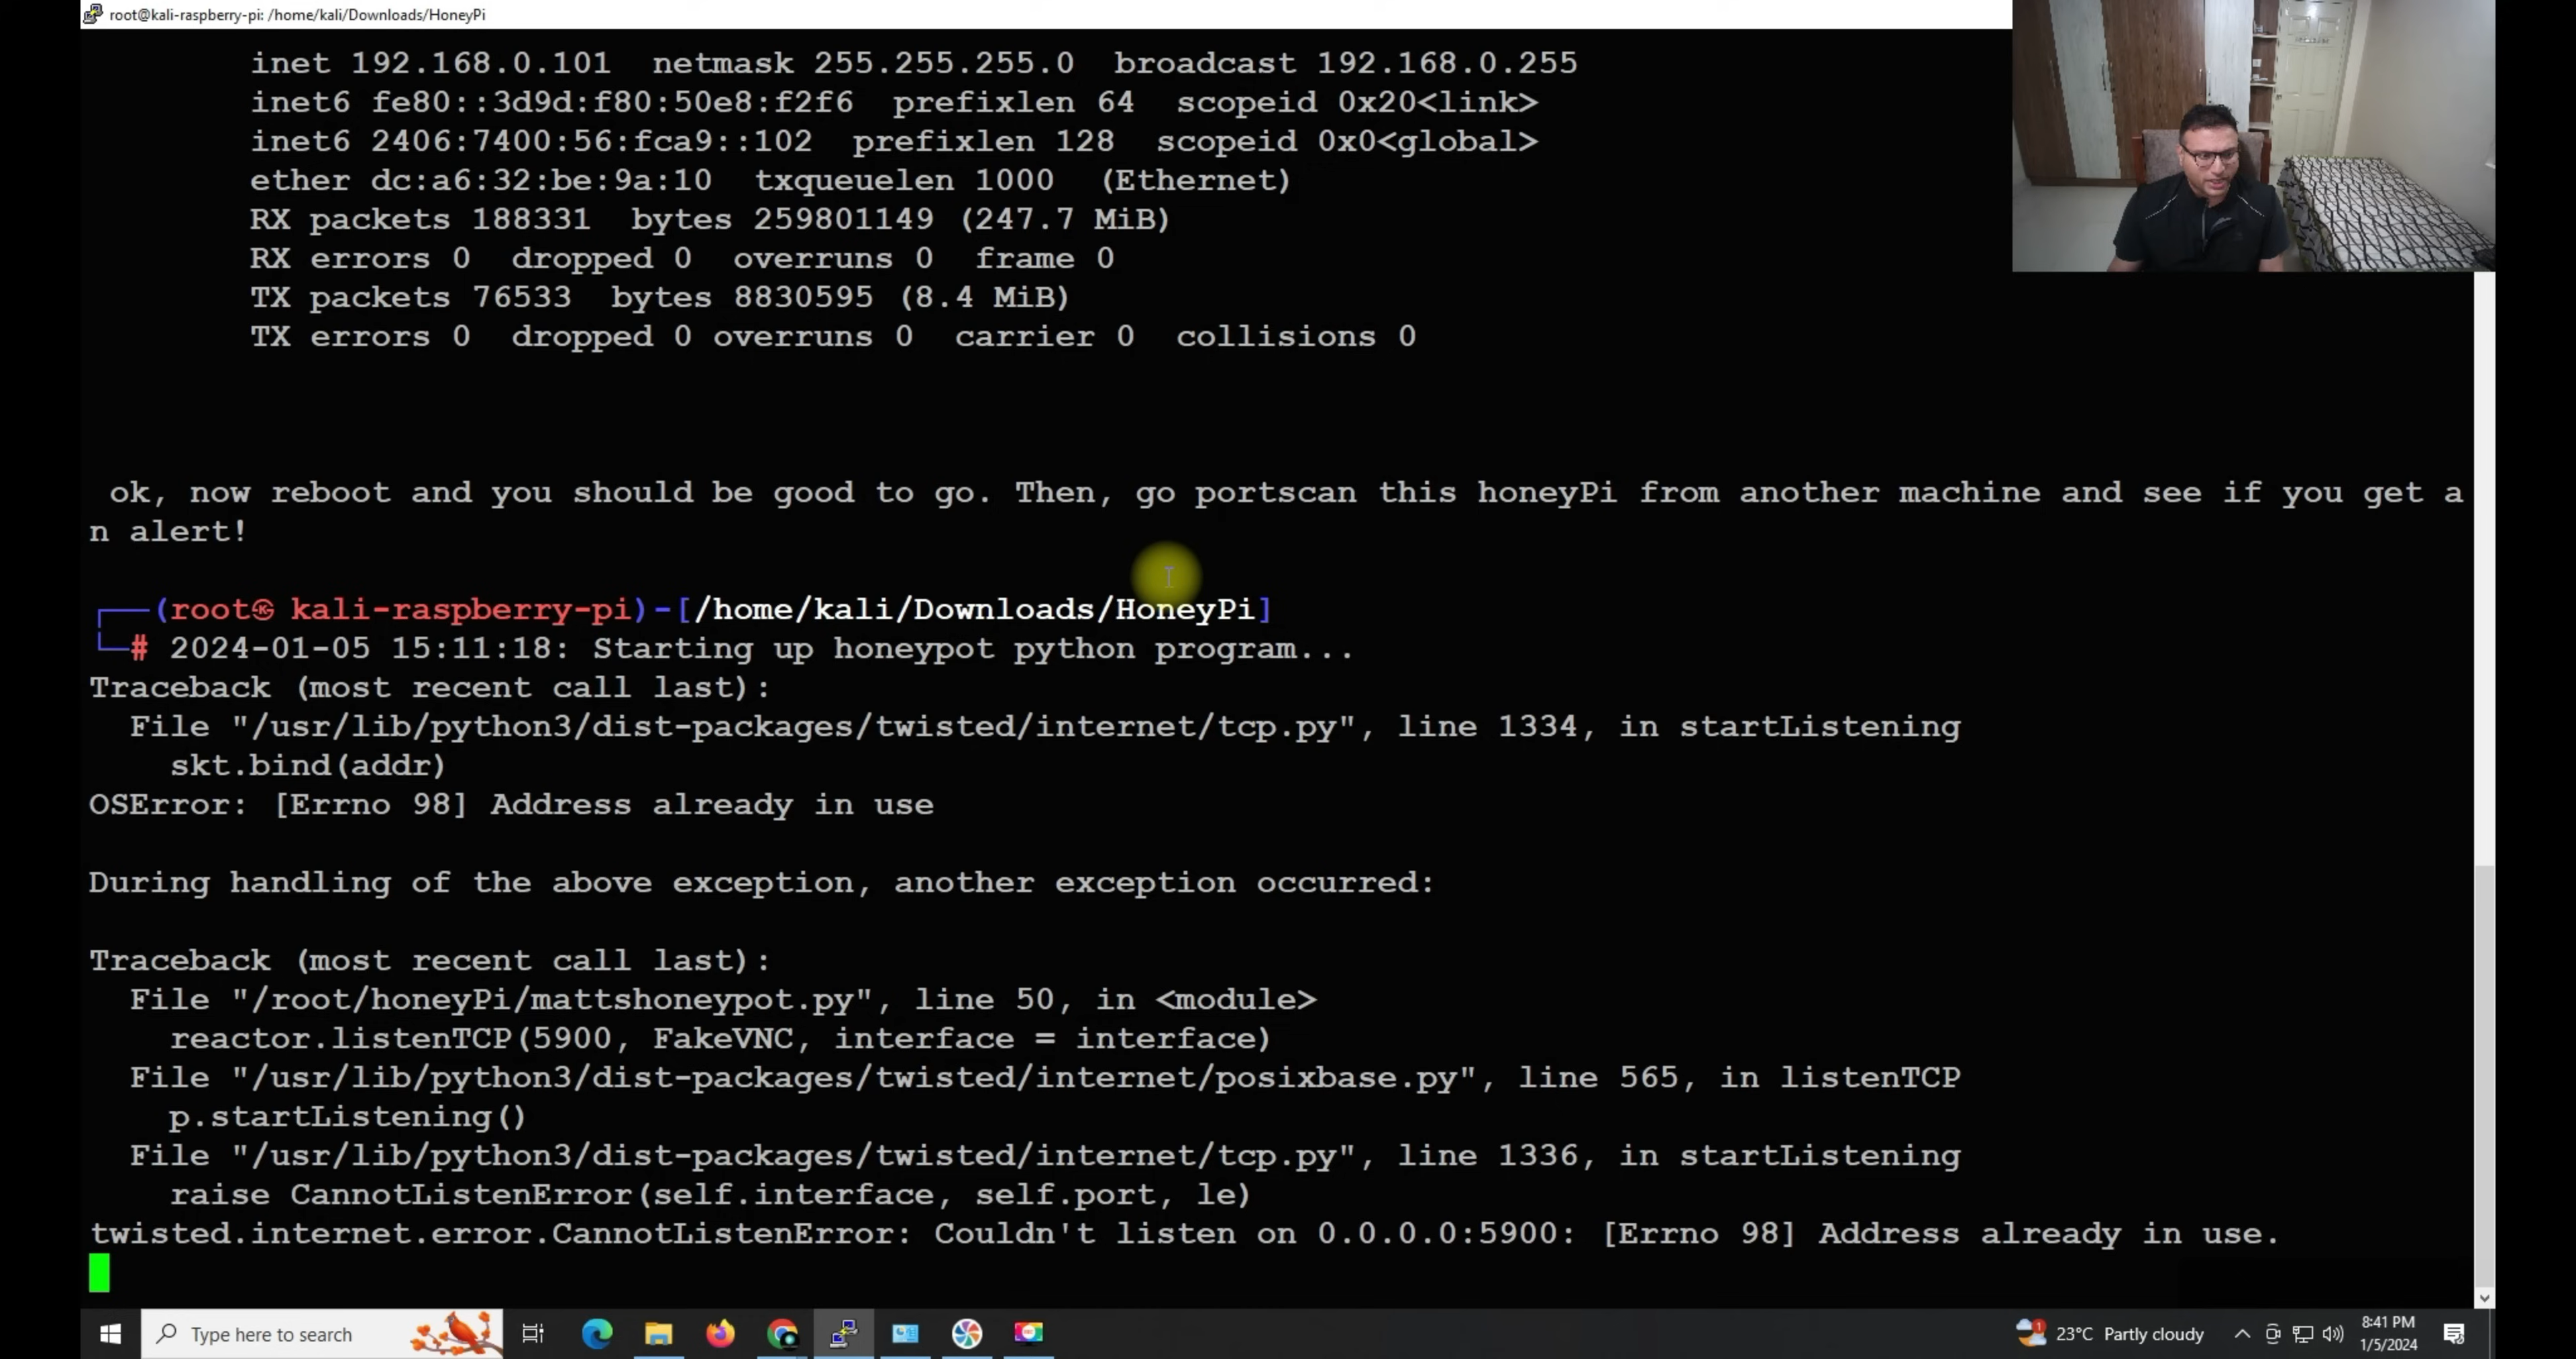 root@kali-raspberry-pi: /home/kali/Downloads/HoneyPi
inet 192.168.0.101 netmask 255.255.255.0 broadcast 192.168.0.255
inet6 fe80::3d9d:f80:50e8:f2f6 prefixlen 64 scopeid 0x20<link>
inet6 2406:7400:56:fca9::102 prefixlen 128 scopeid 0x0<global>
ether dc:a6:32:be:9a:10 txqueuelen 1000 (Ethernet)
RX packets 188331 bytes 259801149 (247.7 MiB)
RX errors 0 dropped 0 overruns 0 frame 0
TX packets 76533 bytes 8830595 (8.4 MiB)
TX errors 0 dropped 0 overruns 0 carrier 0 collisions 0
ok, now reboot and you should be good to go. Then, go portscan this honeyPi from another machine and see if you get a
n alert!
(root㉿ kali-raspberry-pi)-[/home/kali/Downloads/HoneyPi]
# 2024-01-05 15:11:18: Starting up honeypot python program...
Traceback (most recent call last):
File "/usr/lib/python3/dist-packages/twisted/internet/tcp.py", line 1334, in startListening
skt.bind(addr)
OSError: [Errno 98] Address already in use
During handling of the above exception, another exception occurred:
Traceback (most recent call last):
File "/root/honeyPi/mattshoneypot.py", line 50, in <module>
reactor.listenTCP(5900, FakeVNC, interface = interface)
File "/usr/lib/python3/dist-packages/twisted/internet/posixbase.py", line 565, in listenTCP
p.startListening()
File "/usr/lib/python3/dist-packages/twisted/internet/tcp.py", line 1336, in startListening
raise CannotListenError(self.interface, self.port, le)
twisted.internet.error.CannotListenError: Couldn't listen on 0.0.0.0:5900: [Errno 98] Address already in use.
Type here to search
1
23°C Partly cloudy
8:41 PM
1/5/2024